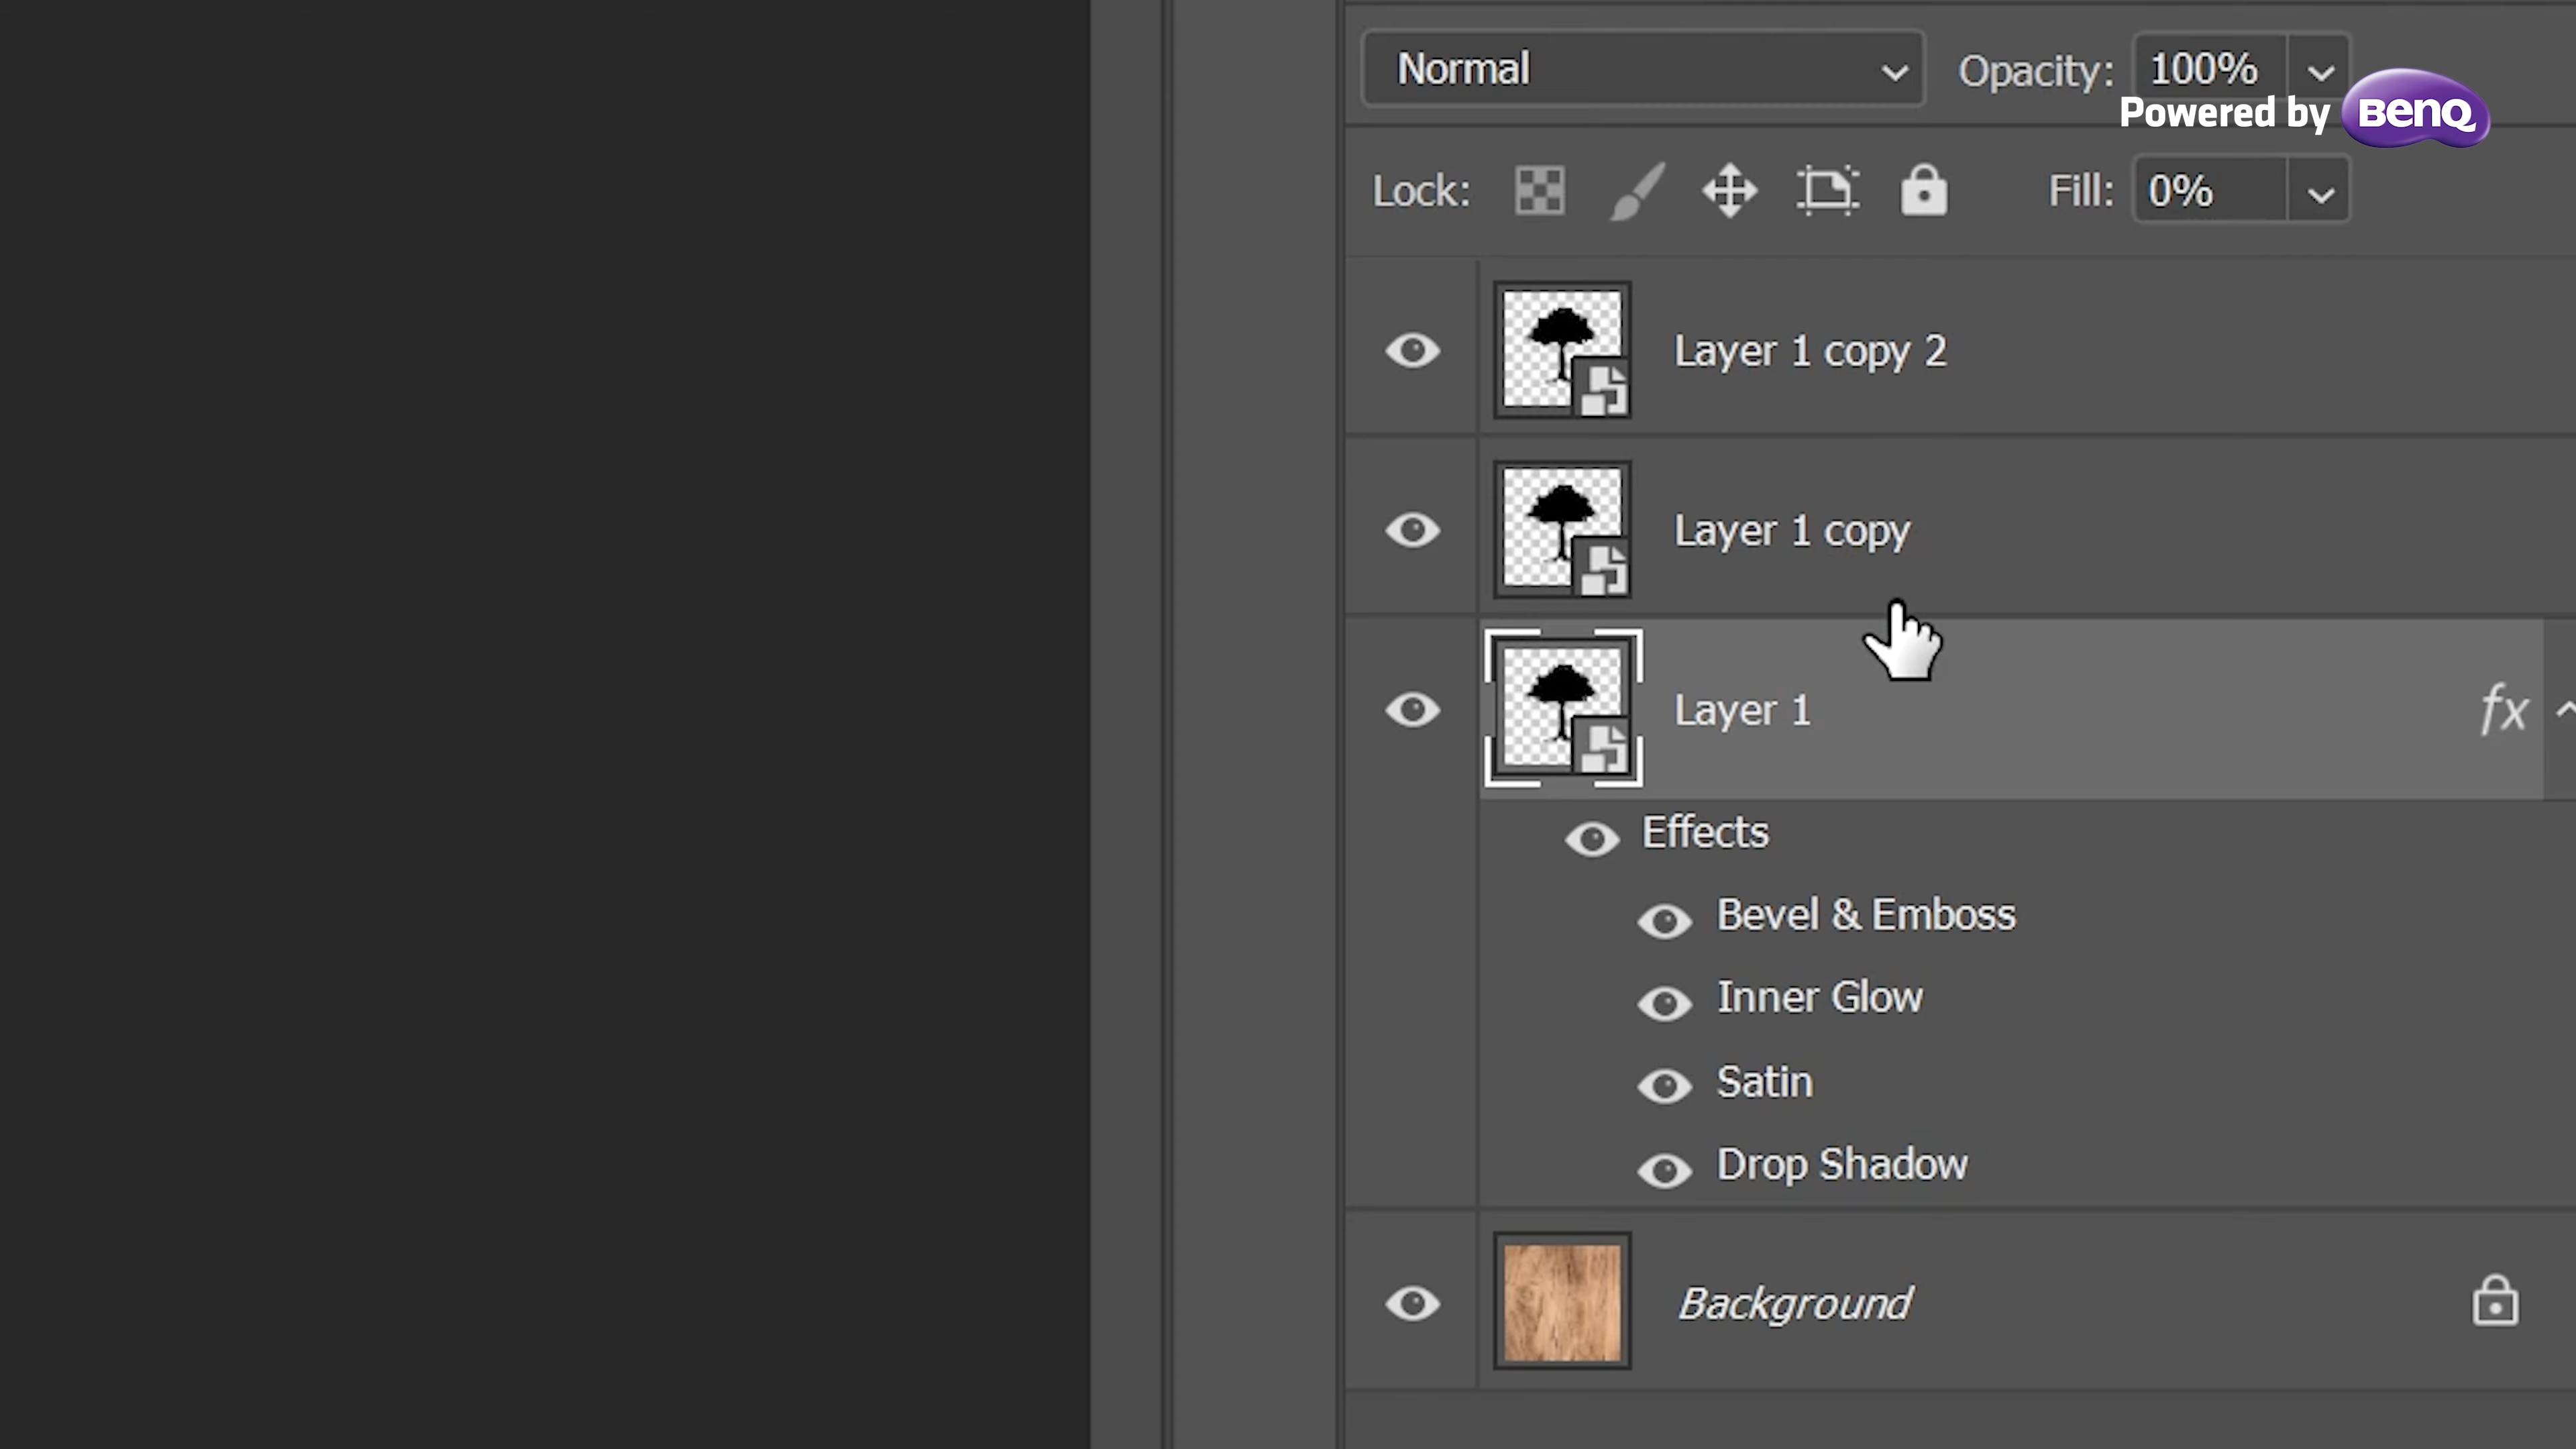 Normal
Opacity: 100%
Powered by BenQ
Lock:
Fill: 0%
Layer 1 copy 2
Layer 1 copy
Layer 1
fx
Effects
Bevel & Emboss
Inner Glow
Satin
Drop Shadow
Background